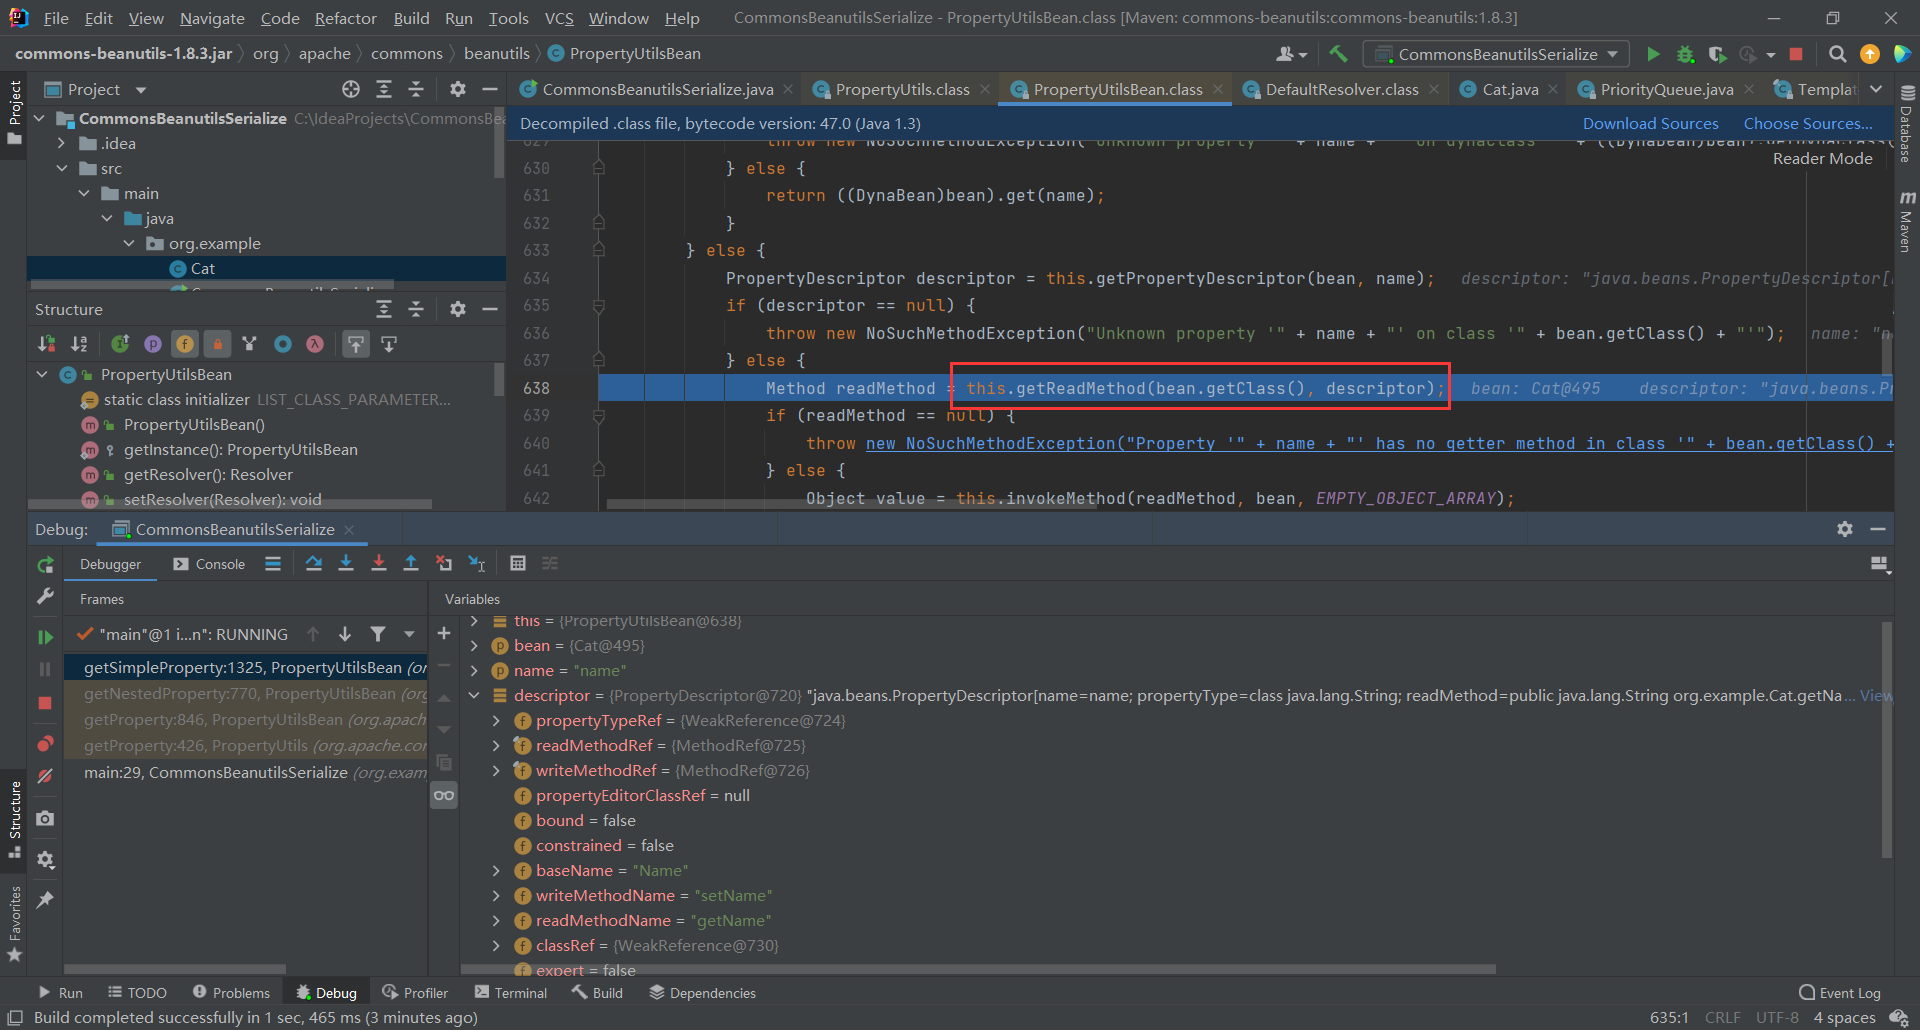 File Edit View Navigate Code Refactor Build Run Tools VCS Window Help CommonsBeanutilsSerialize - PropertyUtilsBean.class [Maven: commons-beanutils:commons-beanutils:1.8.3]
commons-beanutils-1.8.3.jar org apache commons beanutils PropertyUtilsBean CommonsBeanutilsSerialize
Project
CommonsBeanutilsSerialize.java PropertyUtils.class PropertyUtilsBean.class DefaultResolver.class Cat.java PriorityQueue.java Templat
CommonsBeanutilsSerialize C:\IdeaProjects\CommonsBea
.idea
src
main
java
org.example
Cat
Structure
PropertyUtilsBean
static class initializer LIST_CLASS_PARAMETER...
PropertyUtilsBean()
getInstance(): PropertyUtilsBean
getResolver(): Resolver
setResolver(Resolver): void
Decompiled .class file, bytecode version: 47.0 (Java 1.3) Download Sources Choose Sources...
Reader Mode
630 } else {
631 return ((DynaBean)bean).get(name);
632 }
633 } else {
634 PropertyDescriptor descriptor = this.getPropertyDescriptor(bean, name); descriptor: "java.beans.PropertyDescriptor[
635 if (descriptor == null) {
636 throw new NoSuchMethodException("Unknown property '" + name + "' on class '" + bean.getClass() + "'"); name: "n
637 } else {
638 Method readMethod = this.getReadMethod(bean.getClass(), descriptor); bean: Cat@495 descriptor: "java.beans.Pr
639 if (readMethod == null) {
640 throw new NoSuchMethodException("Property '" + name + "' has no getter method in class '" + bean.getClass() +
641 } else {
642 Object value = this.invokeMethod(readMethod, bean, EMPTY_OBJECT_ARRAY);
Project
Structure
Favorites
Database
Maven
Debug: CommonsBeanutilsSerialize
Debugger Console
Frames
"main"@1 i...n": RUNNING
getSimpleProperty:1325, PropertyUtilsBean (or
getNestedProperty:770, PropertyUtilsBean (org
getProperty:846, PropertyUtilsBean (org.apach
getProperty:426, PropertyUtils (org.apache.cor
main:29, CommonsBeanutilsSerialize (org.exam
Variables
this = {PropertyUtilsBean@638}
bean = {Cat@495}
name = "name"
descriptor = {PropertyDescriptor@720} "java.beans.PropertyDescriptor[name=name; propertyType=class java.lang.String; readMethod=public java.lang.String org.example.Cat.getNa... View
propertyTypeRef = {WeakReference@724}
readMethodRef = {MethodRef@725}
writeMethodRef = {MethodRef@726}
propertyEditorClassRef = null
bound = false
constrained = false
baseName = "Name"
writeMethodName = "setName"
readMethodName = "getName"
classRef = {WeakReference@730}
expert = false
Run TODO Problems Debug Profiler Terminal Build Dependencies Event Log
Build completed successfully in 1 sec, 465 ms (3 minutes ago) 635:1 CRLF UTF-8 4 spaces